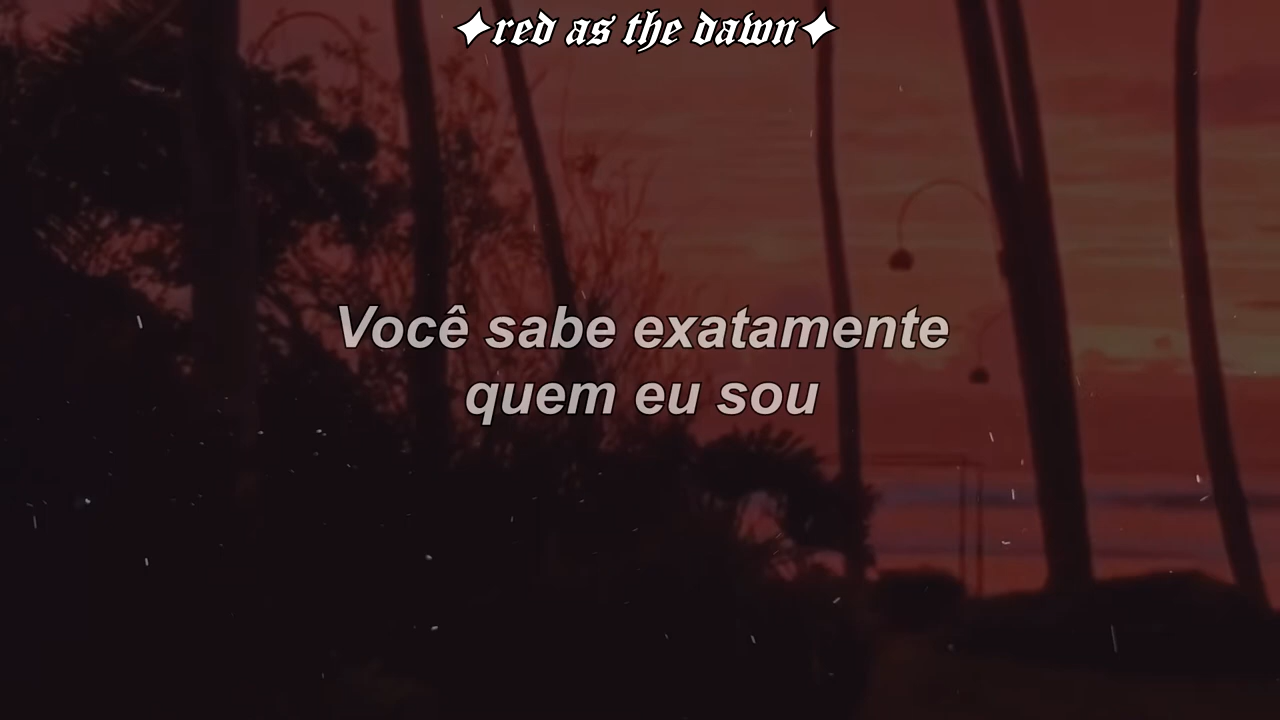 ✦red as the dawn✦
Você sabe exatamente
quem eu sou